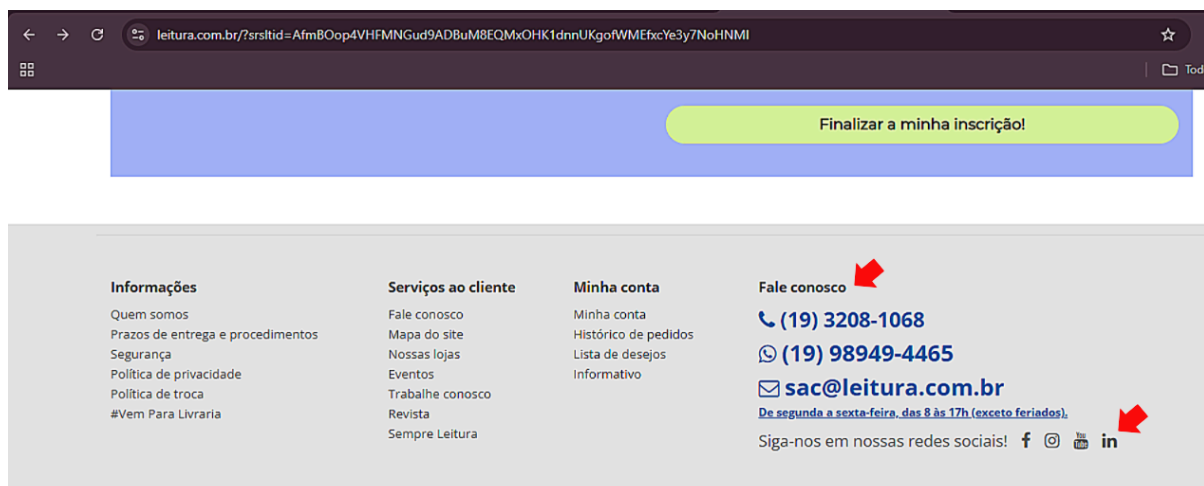 leitura.com.br/?srsltid=AfmBOop4VHFMNGud9ADBuM8EQMxOHK1dnnUKgofWMEfxcYe3y7NoHNMI
Tod
Finalizar a minha inscrição!
Informações
Quem somos
Prazos de entrega e procedimentos
Segurança
Política de privacidade
Política de troca
#Vem Para Livraria
Serviços ao cliente
Fale conosco
Mapa do site
Nossas lojas
Eventos
Trabalhe conosco
Revista
Sempre Leitura
Minha conta
Minha conta
Histórico de pedidos
Lista de desejos
Informativo
Fale conosco
(19) 3208-1068
(19) 98949-4465
sac@leitura.com.br
De segunda a sexta-feira, das 8 às 17h (exceto feriados).
Siga-nos em nossas redes sociais! f You Tube in